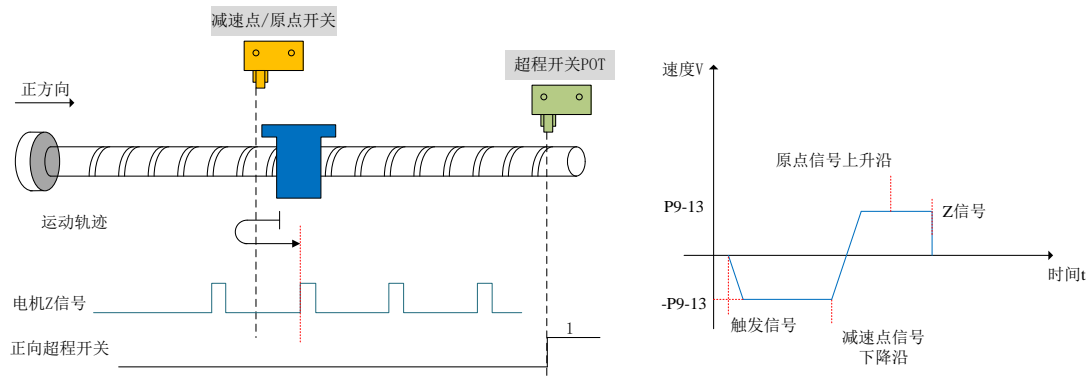 减速点/原点开关
超程开关POT
正方向
运动轨迹
电机Z信号
正向超程开关
1
速度V
原点信号上升沿
P9-13
Z信号
时间t
-P9-13
触发信号
减速点信号
下降沿